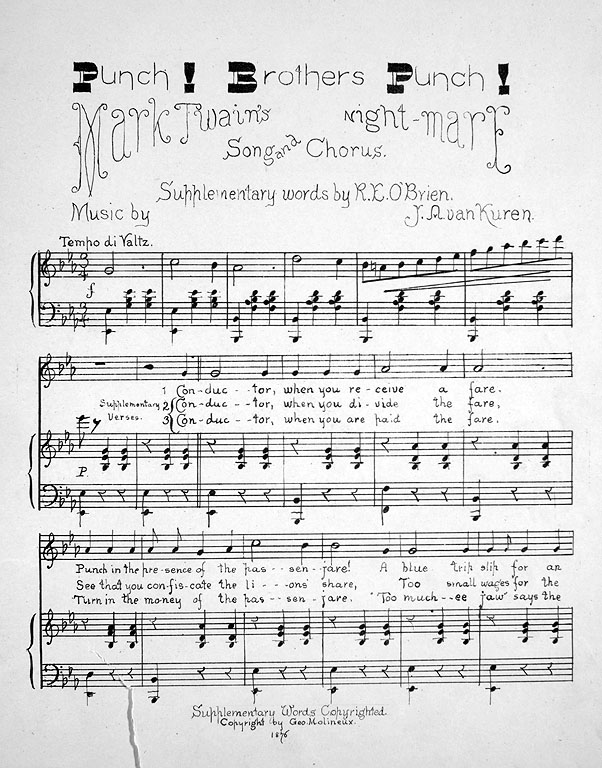 Punch! Brothers Punch!
Mark Twain's Night-mare
Song and Chorus.
Supplementary words by R.E. O'Brien.
Music by J. A. van Kuren.
Tempo di Valtz.
f
1 Con-duc--tor, when you re-ceive a fare.
Supplementary Verses.
2 Con-duc--tor, when you di-vide the fare,
3 Con-duc--tor, when you are paid the fare.
P.
Punch in the pre-sence of the pas--sen-jare! A blue trip slip for an
See that you con-fis-cate the li---ons' share, Too small wages for the
Turn in the money of the pas--sen-fare. "Too much--ee faw" says the
Supplementary Words Copyrighted.
Copyright by Geo. Molineux.
1876